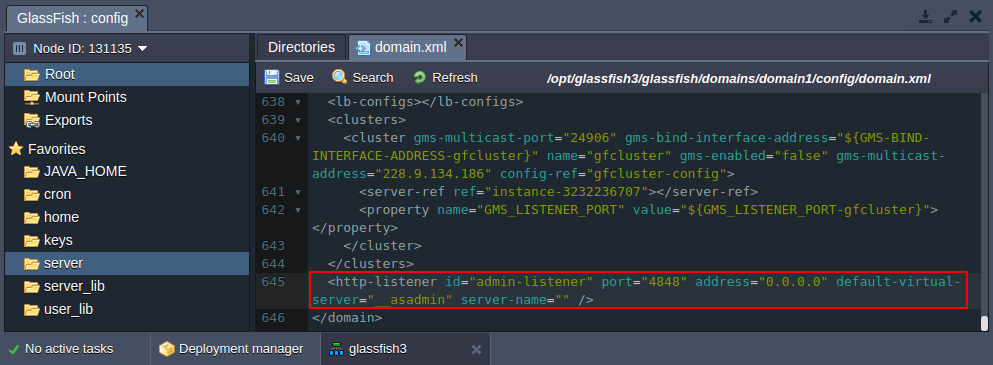 GlassFish : config
Node ID: 131135
Root
Mount Points
Exports
Favorites
JAVA_HOME
cron
home
keys
server
server_lib
user_lib
Directories
domain.xml
Save
Search
Refresh
/opt/glassfish3/glassfish/domains/domain1/config/domain.xml
638 <lb-configs></lb-configs>
639 <clusters>
640 <cluster gms-multicast-port="24906" gms-bind-interface-address="${GMS-BIND-
INTERFACE-ADDRESS-gfcluster}" name="gfcluster" gms-enabled="false" gms-multicast-
address="228.9.134.186" config-ref="gfcluster-config">
641 <server-ref ref="instance-3232236707"></server-ref>
642 <property name="GMS_LISTENER_PORT" value="${GMS_LISTENER_PORT-gfcluster}">
</property>
643 </cluster>
644 </clusters>
645 <http-listener id="admin-listener" port="4848" address="0.0.0.0" default-virtual-
server="__asadmin" server-name="" />
646 </domain>
No active tasks
Deployment manager
glassfish3